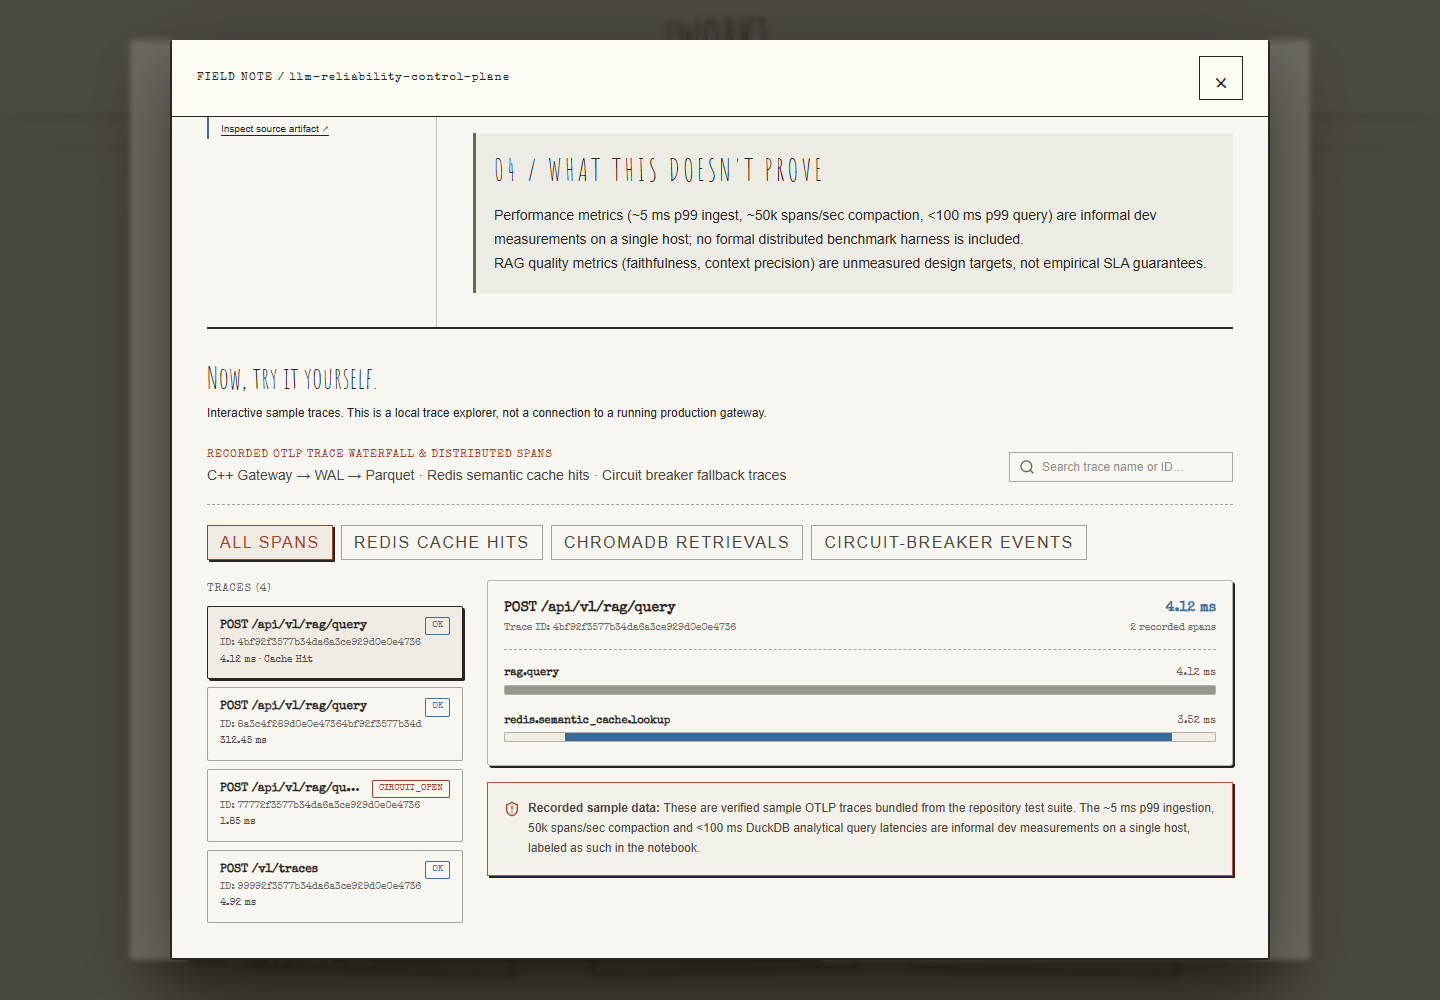 [WORK]
FIELD NOTE / llm-reliability-control-plane
×
Inspect source artifact ↗
04 / WHAT THIS DOESN'T PROVE
Performance metrics (~5 ms p99 ingest, ~50k spans/sec compaction, <100 ms p99 query) are informal dev
measurements on a single host; no formal distributed benchmark harness is included.
RAG quality metrics (faithfulness, context precision) are unmeasured design targets, not empirical SLA guarantees.
Now, try it yourself.
Interactive sample traces. This is a local trace explorer, not a connection to a running production gateway.
RECORDED OTLP TRACE WATERFALL & DISTRIBUTED SPANS
C++ Gateway → WAL → Parquet · Redis semantic cache hits · Circuit breaker fallback traces
Search trace name or ID...
ALL SPANS
REDIS CACHE HITS
CHROMADB RETRIEVALS
CIRCUIT-BREAKER EVENTS
TRACES (4)
POST /api/v1/rag/query
OK
ID: 4bf92f3577b34da6a3ce929d0e0e4736
4.12 ms · Cache Hit
POST /api/v1/rag/query
OK
ID: 8a3c4f289d0e0e47364bf92f3577b34d
312.45 ms
POST /api/v1/rag/qu...
CIRCUIT_OPEN
ID: 77772f3577b34da6a3ce929d0e0e4736
1.85 ms
POST /v1/traces
OK
ID: 99992f3577b34da6a3ce929d0e0e4736
4.92 ms
POST /api/v1/rag/query
4.12 ms
Trace ID: 4bf92f3577b34da6a3ce929d0e0e4736
2 recorded spans
rag.query
4.12 ms
redis.semantic_cache.lookup
3.52 ms
Recorded sample data: These are verified sample OTLP traces bundled from the repository test suite. The ~5 ms p99 ingestion,
50k spans/sec compaction and <100 ms DuckDB analytical query latencies are informal dev measurements on a single host,
labeled as such in the notebook.